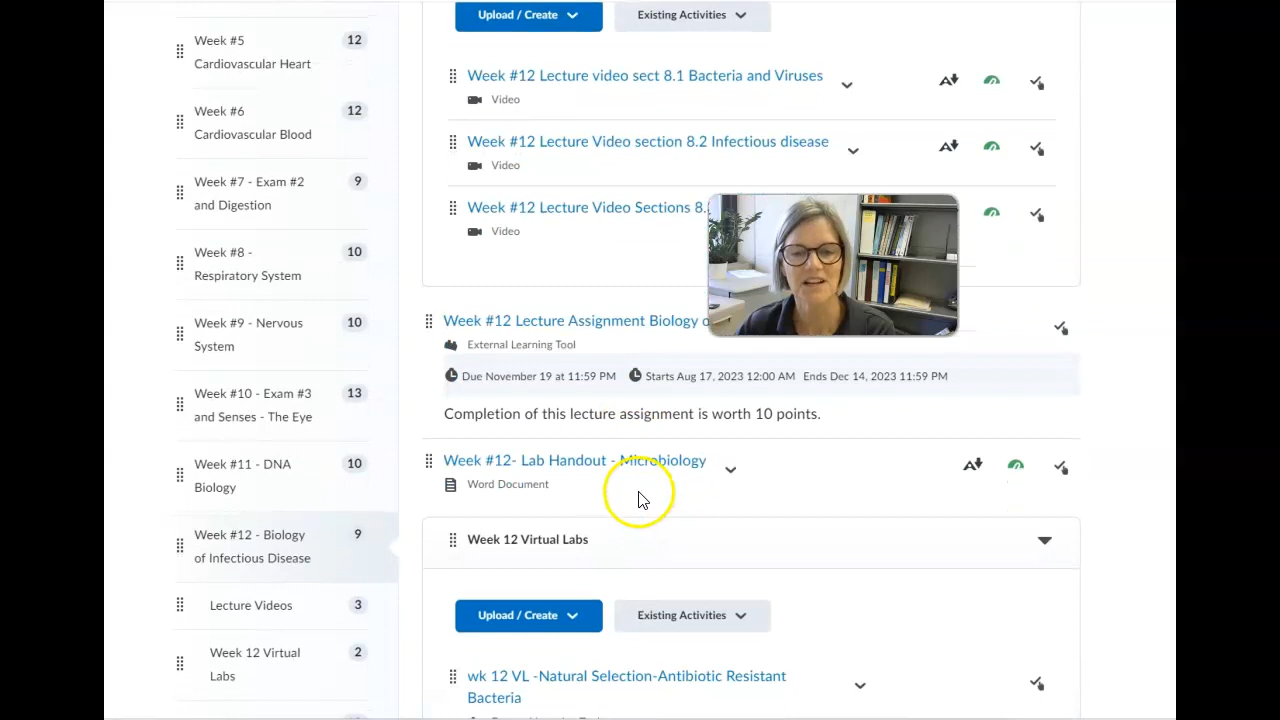 Week #5
Cardiovascular Heart
12
Week #6
Cardiovascular Blood
12
Week #7 - Exam #2
and Digestion
9
Week #8 -
Respiratory System
10
Week #9 - Nervous
System
10
Week #10 - Exam #3
and Senses - The Eye
13
Week #11 - DNA
Biology
10
Week #12 - Biology
of Infectious Disease
9
Lecture Videos
3
Week 12 Virtual
Labs
2
Upload / Create
Existing Activities
Week #12 Lecture video sect 8.1 Bacteria and Viruses
Video
Week #12 Lecture Video section 8.2 Infectious disease
Video
Week #12 Lecture Video Sections 8.
Video
Week #12 Lecture Assignment Biology o
External Learning Tool
Due November 19 at 11:59 PM Starts Aug 17, 2023 12:00 AM Ends Dec 14, 2023 11:59 PM
Completion of this lecture assignment is worth 10 points.
Week #12- Lab Handout - Microbiology
Word Document
Week 12 Virtual Labs
Upload / Create
Existing Activities
wk 12 VL -Natural Selection-Antibiotic Resistant
Bacteria